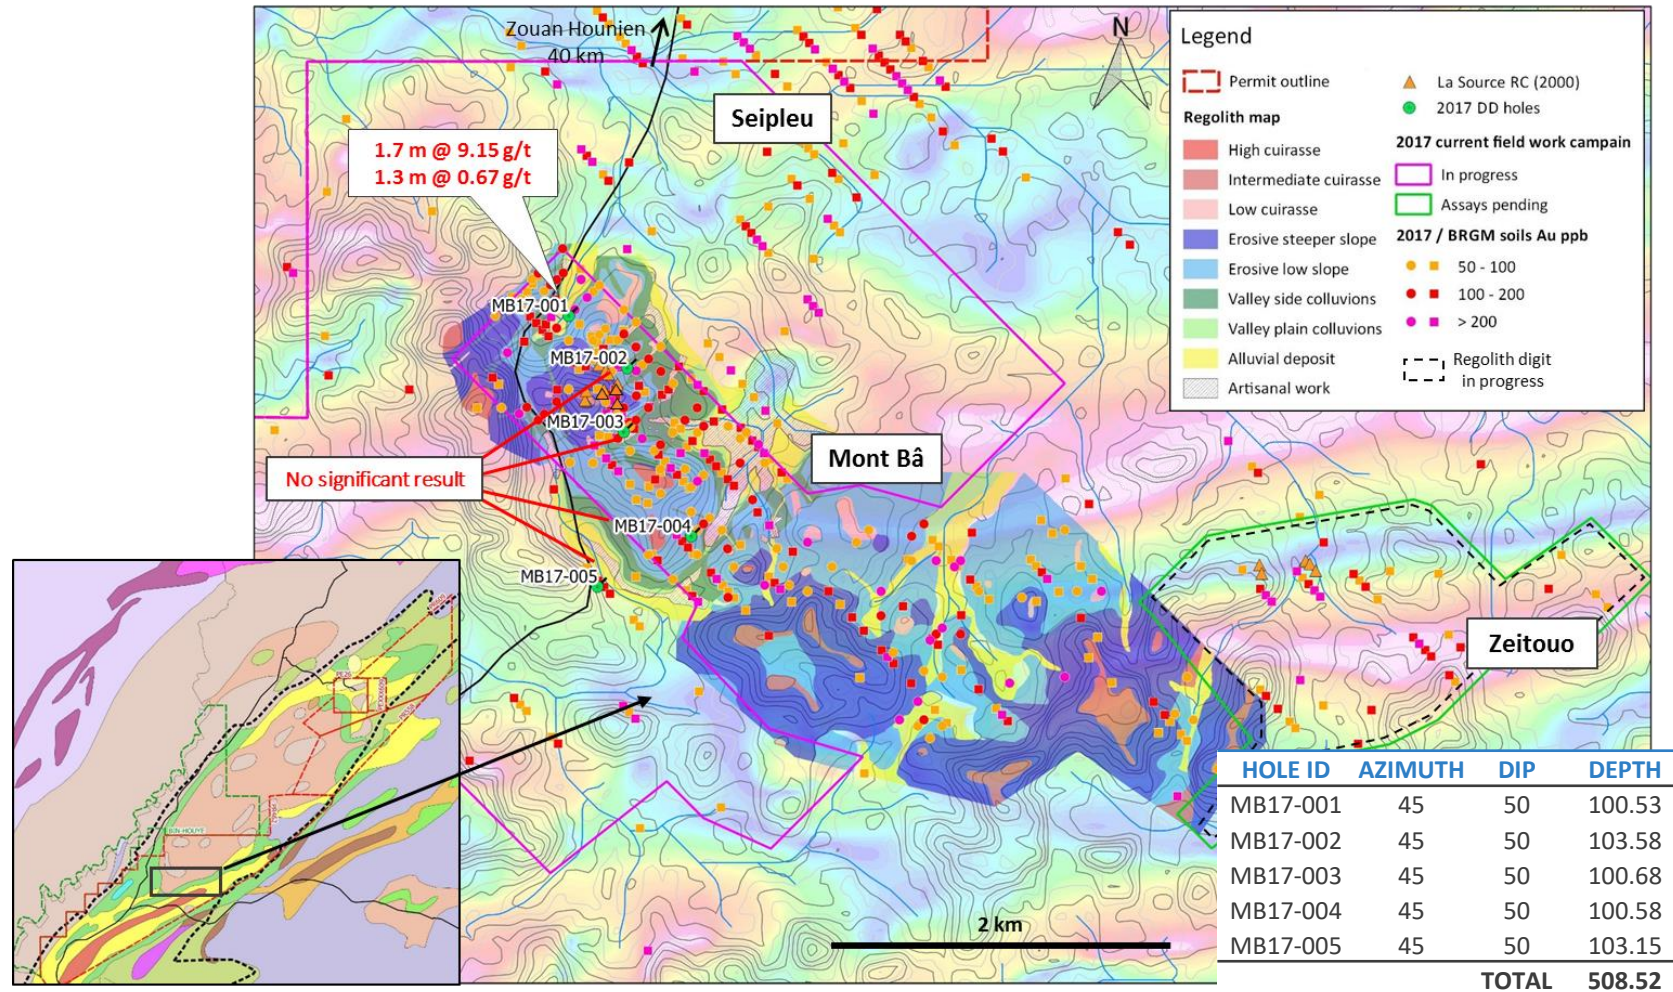 Zouan Hounien
40 km
N
Seipleu
1.7 m @ 9.15 g/t
1.3 m @ 0.67 g/t
MB17-001
MB17-002
MB17-003
No significant result
Mont Bâ
MB17-004
MB17-005
Zeitouo
2 km
Legend
Permit outline
Regolith map
High cuirasse
Intermediate cuirasse
Low cuirasse
Erosive steeper slope
Erosive low slope
Valley side colluvions
Valley plain colluvions
Alluvial deposit
Artisanal work
La Source RC (2000)
2017 DD holes
2017 current field work campain
In progress
Assays pending
2017 / BRGM soils Au ppb
50 - 100
100 - 200
> 200
Regolith digit
in progress
BIN-HOUYE
HOLE ID AZIMUTH DIP DEPTH
MB17-001 45 50 100.53
MB17-002 45 50 103.58
MB17-003 45 50 100.68
MB17-004 45 50 100.58
MB17-005 45 50 103.15
TOTAL 508.52